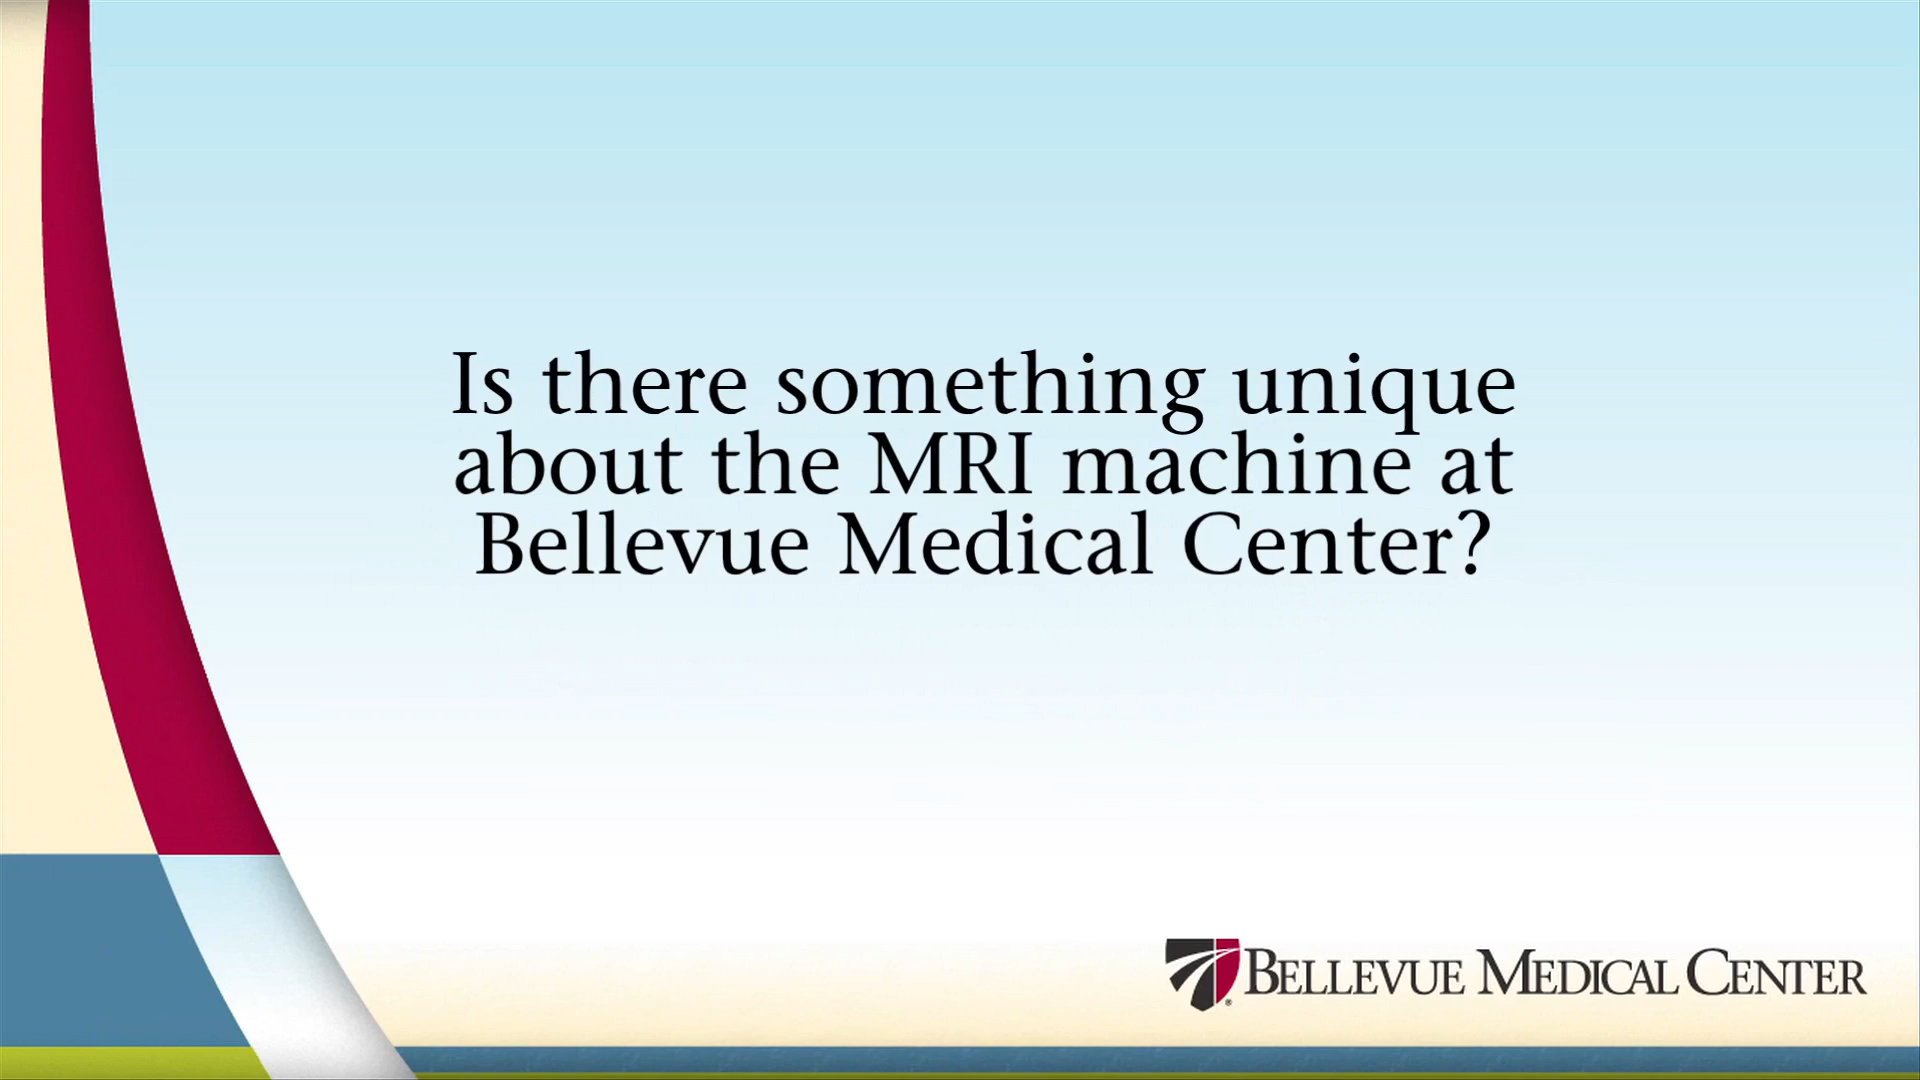 Is there something unique
about the MRI machine at
Bellevue Medical Center?
BELLEVUE MEDICAL CENTER